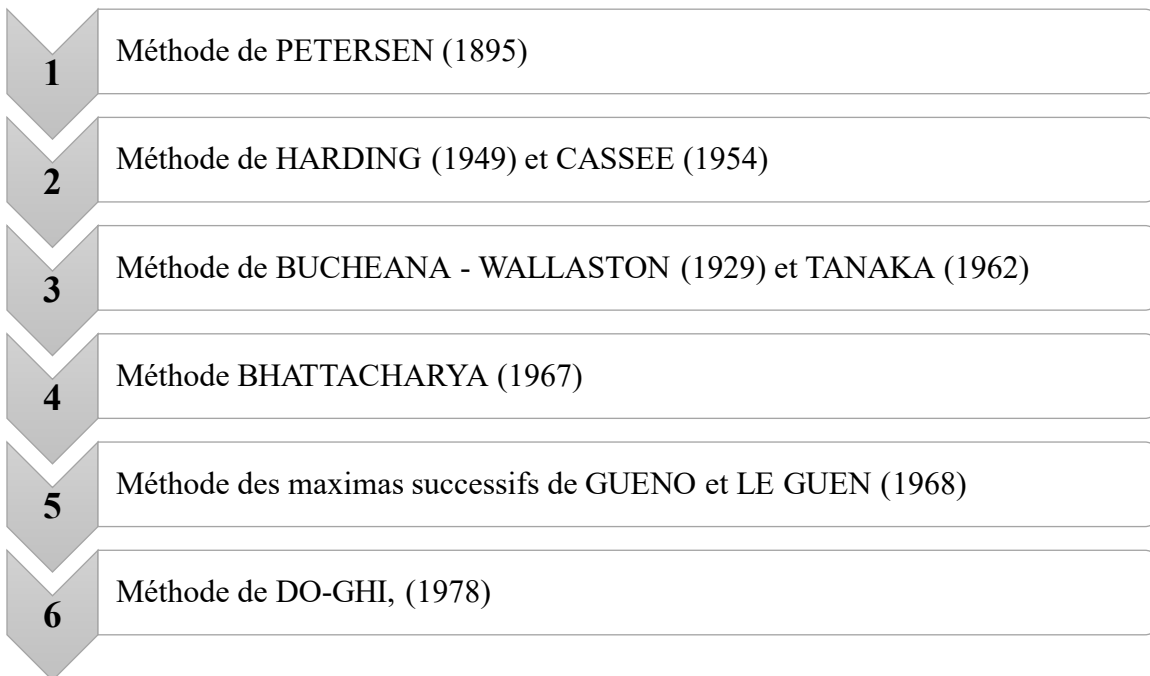 1
Méthode de PETERSEN (1895)
2
Méthode de HARDING (1949) et CASSEE (1954)
3
Méthode de BUCHEANA - WALLASTON (1929) et TANAKA (1962)
4
Méthode BHATTACHARYA (1967)
5
Méthode des maximas successifs de GUENO et LE GUEN (1968)
6
Méthode de DO-GHI, (1978)